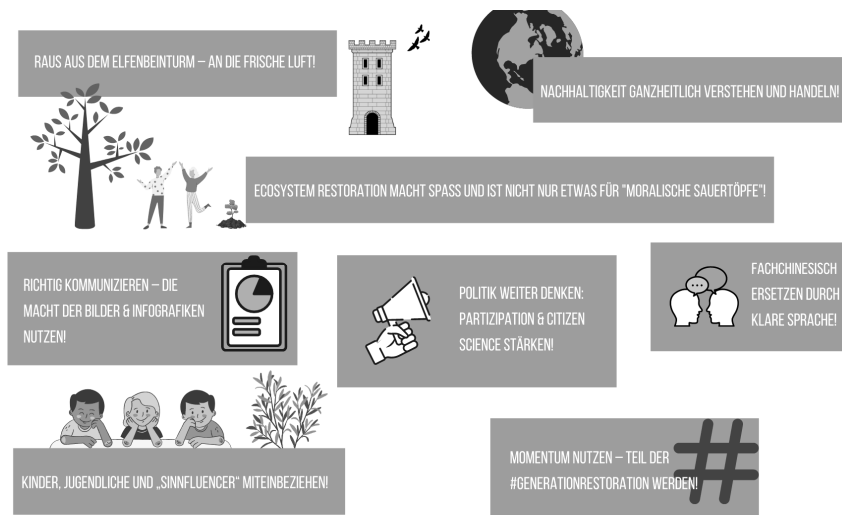 RAUS AUS DEM ELFENBEINTURM – AN DIE FRISCHE LUFT!
NACHHALTIGKEIT GANZHEITLICH VERSTEHEN UND HANDELN!
ECOSYSTEM RESTORATION MACHT SPASS UND IST NICHT NUR ETWAS FÜR "MORALISCHE SAUERTÖPFE"!
RICHTIG KOMMUNIZIEREN – DIE
MACHT DER BILDER & INFOGRAFIKEN
NUTZEN!
POLITIK WEITER DENKEN:
PARTIZIPATION & CITIZEN
SCIENCE STÄRKEN!
FACHCHINESISCH
ERSETZEN DURCH
KLARE SPRACHE!
KINDER, JUGENDLICHE UND „SINNFLUENCER“ MITEINBEZIEHEN!
MOMENTUM NUTZEN – TEIL DER
#GENERATIONRESTORATION WERDEN!
#